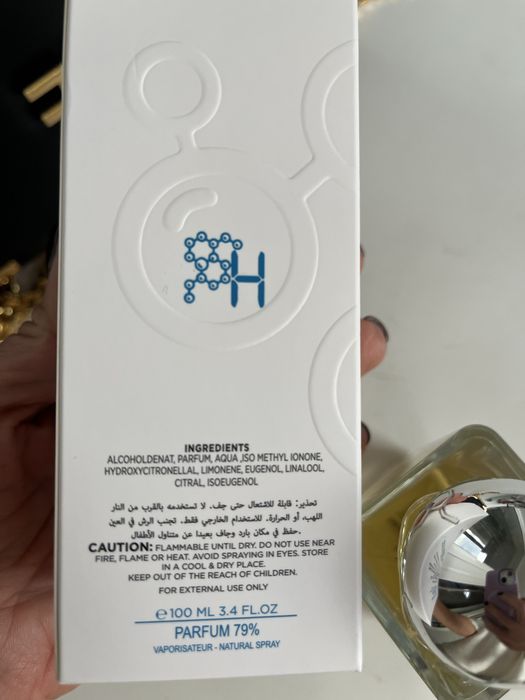 H
INGREDIENTS
ALCOHOLDENAT, PARFUM, AQUA ,ISO METHYL IONONE,
HYDROXYCITRONELLAL, LIMONENE, EUGENOL, LINALOOL,
CITRAL, ISOEUGENOL
تحذير: قابلة للاشتعال حتى جف. لا تستخدمه بالقرب من النار
اللهب، أو الحرارة. للاستخدام الخارجي فقط. تجنب الرش في العين
.حفظ في مكان بارد وجاف بعيدا عن متناول الأطفال
CAUTION: FLAMMABLE UNTIL DRY. DO NOT USE NEAR
FIRE, FLAME OR HEAT. AVOID SPRAYING IN EYES. STORE
IN A COOL & DRY PLACE.
KEEP OUT OF THE REACH OF CHILDREN.
FOR EXTERNAL USE ONLY
℮ 100 ML 3.4 FL.OZ
PARFUM 79%
VAPORISATEUR - NATURAL SPRAY